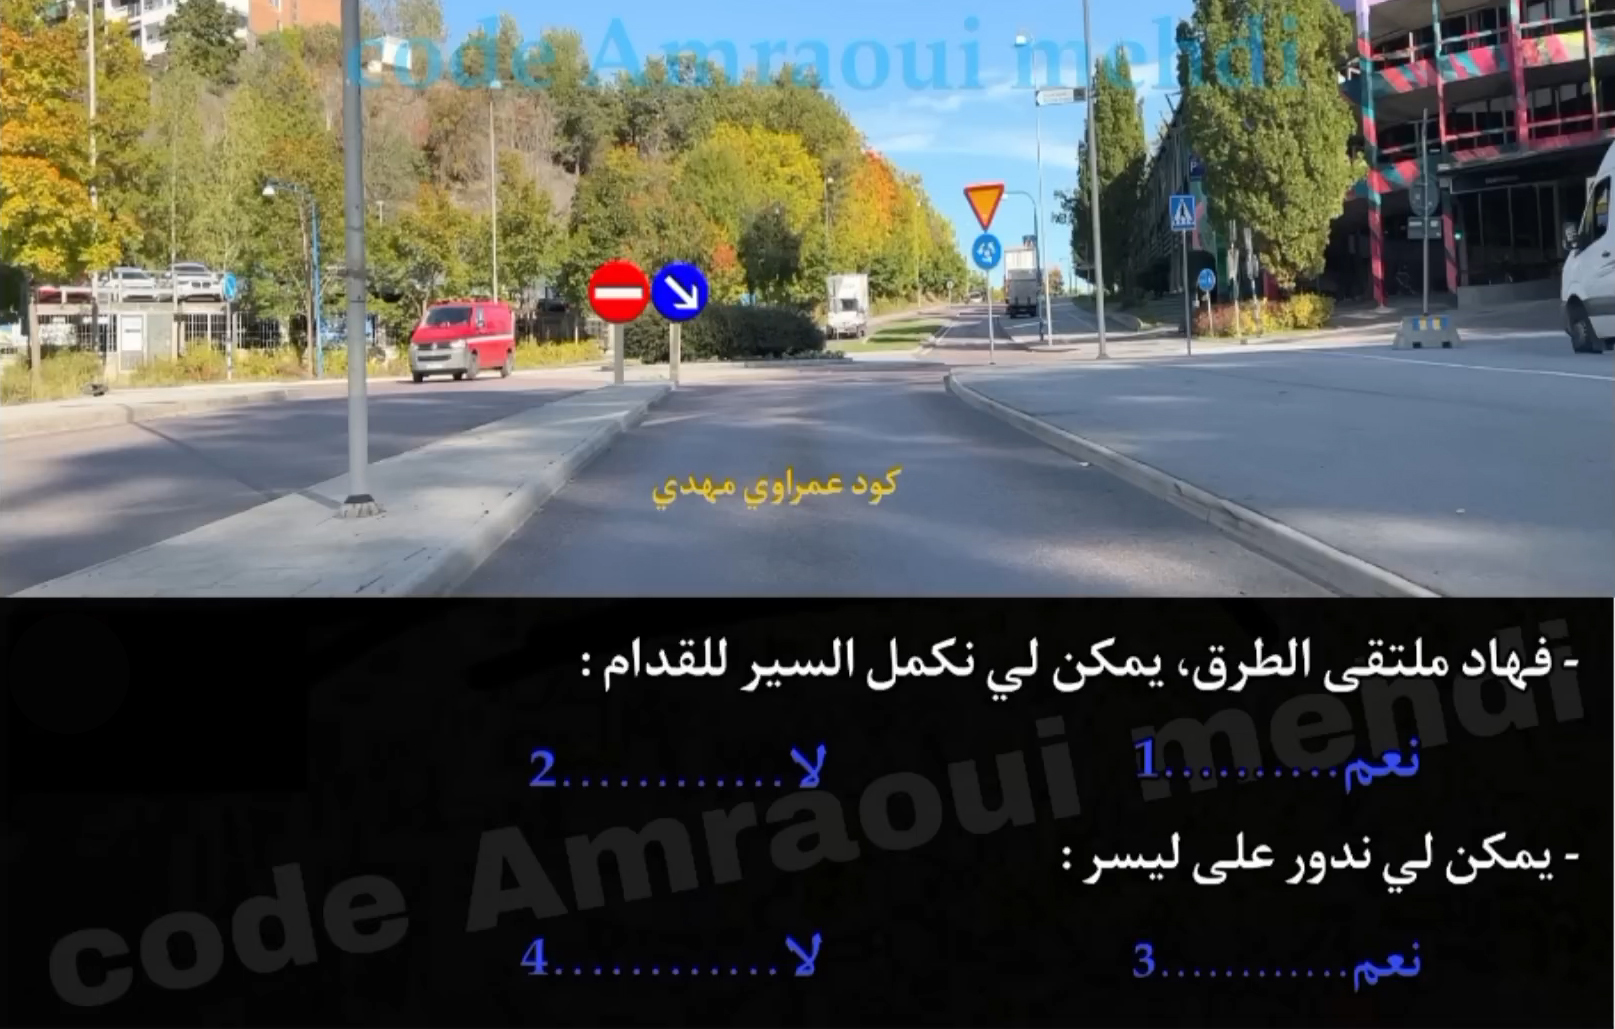 code Amraoui mehdi
كود عمراوي مهدي
- فهاد ملتقى الطرق، يمكن لي نكمل السير للقدام :
نعم..........1 لا............2
- يمكن لي ندور على ليسر :
نعم............3 لا............4
code Amraoui mehdi